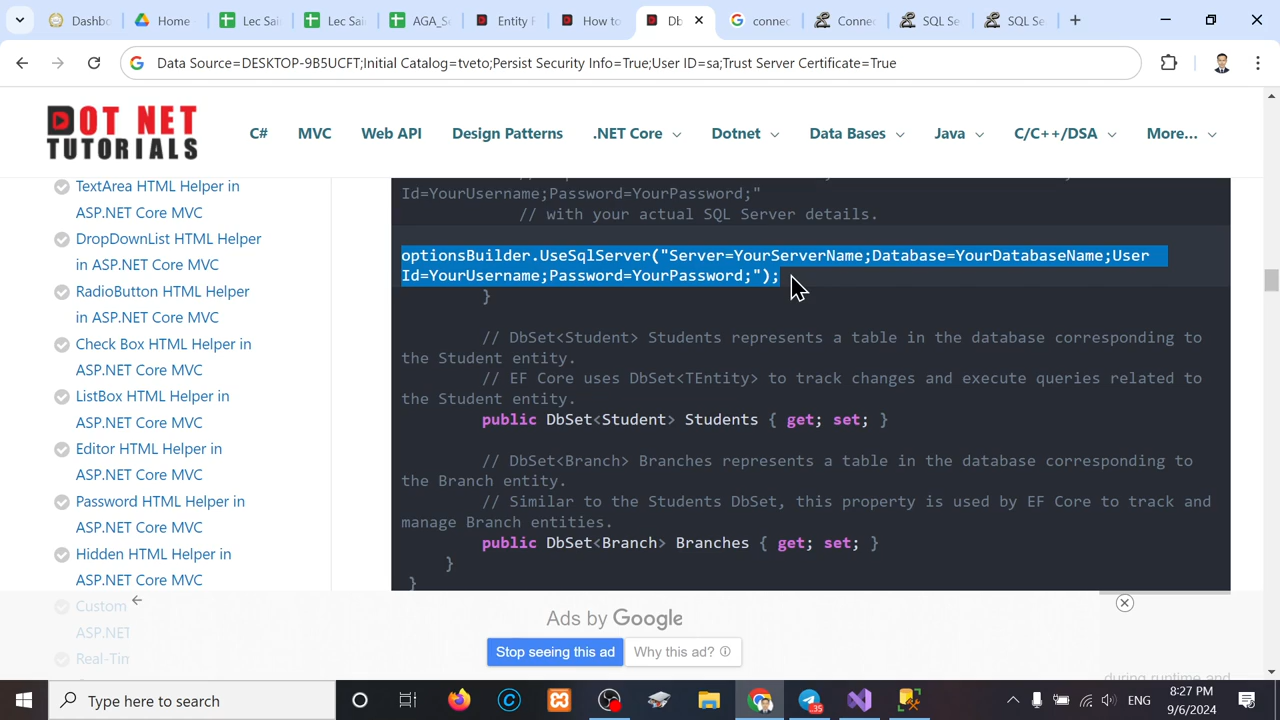 Dashbo
Home
Lec Sai
Lec Sai
AGA_S
Entity F
How to
Db
connec
Connec
SQL Se
SQL Se
Data Source=DESKTOP-9B5UCFT;Initial Catalog=tveto;Persist Security Info=True;User ID=sa;Trust Server Certificate=True
DOT NET
TUTORIALS
C#
MVC
Web API
Design Patterns
.NET Core
Dotnet
Data Bases
Java
C/C++/DSA
More...
TextArea HTML Helper in
ASP.NET Core MVC
DropDownList HTML Helper
in ASP.NET Core MVC
RadioButton HTML Helper
in ASP.NET Core MVC
Check Box HTML Helper in
ASP.NET Core MVC
ListBox HTML Helper in
ASP.NET Core MVC
Editor HTML Helper in
ASP.NET Core MVC
Password HTML Helper in
ASP.NET Core MVC
Hidden HTML Helper in
ASP.NET Core MVC
Custom
ASP.NET
Real-Tim
Id=YourUsername;Password=YourPassword;"
// with your actual SQL Server details.
optionsBuilder.UseSqlServer("Server=YourServerName;Database=YourDatabaseName;User
Id=YourUsername;Password=YourPassword;");
}
// DbSet<Student> Students represents a table in the database corresponding to
the Student entity.
// EF Core uses DbSet<TEntity> to track changes and execute queries related to
the Student entity.
public DbSet<Student> Students { get; set; }
// DbSet<Branch> Branches represents a table in the database corresponding to
the Branch entity.
// Similar to the Students DbSet, this property is used by EF Core to track and
manage Branch entities.
public DbSet<Branch> Branches { get; set; }
}
}
Ads by Google
Stop seeing this ad
Why this ad?
during runtime and
Type here to search
35
ENG
8:27 PM
9/6/2024